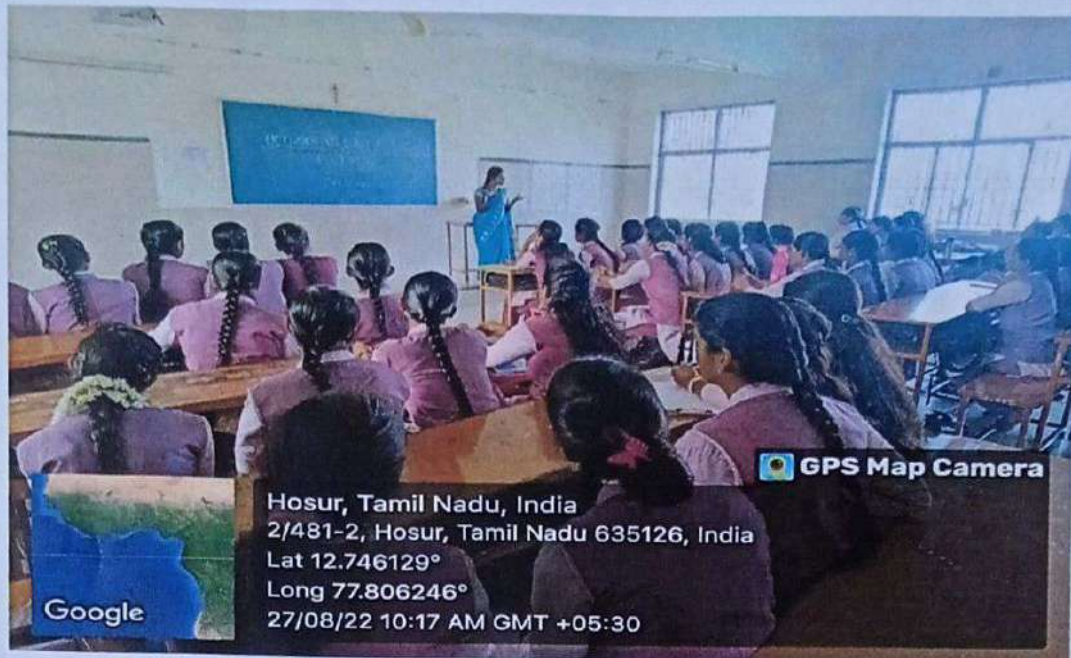 GPS Map Camera
Hosur, Tamil Nadu, India
2/481-2, Hosur, Tamil Nadu 635126, India
Lat 12.746129°
Long 77.806246°
27/08/22 10:17 AM GMT +05:30
Google